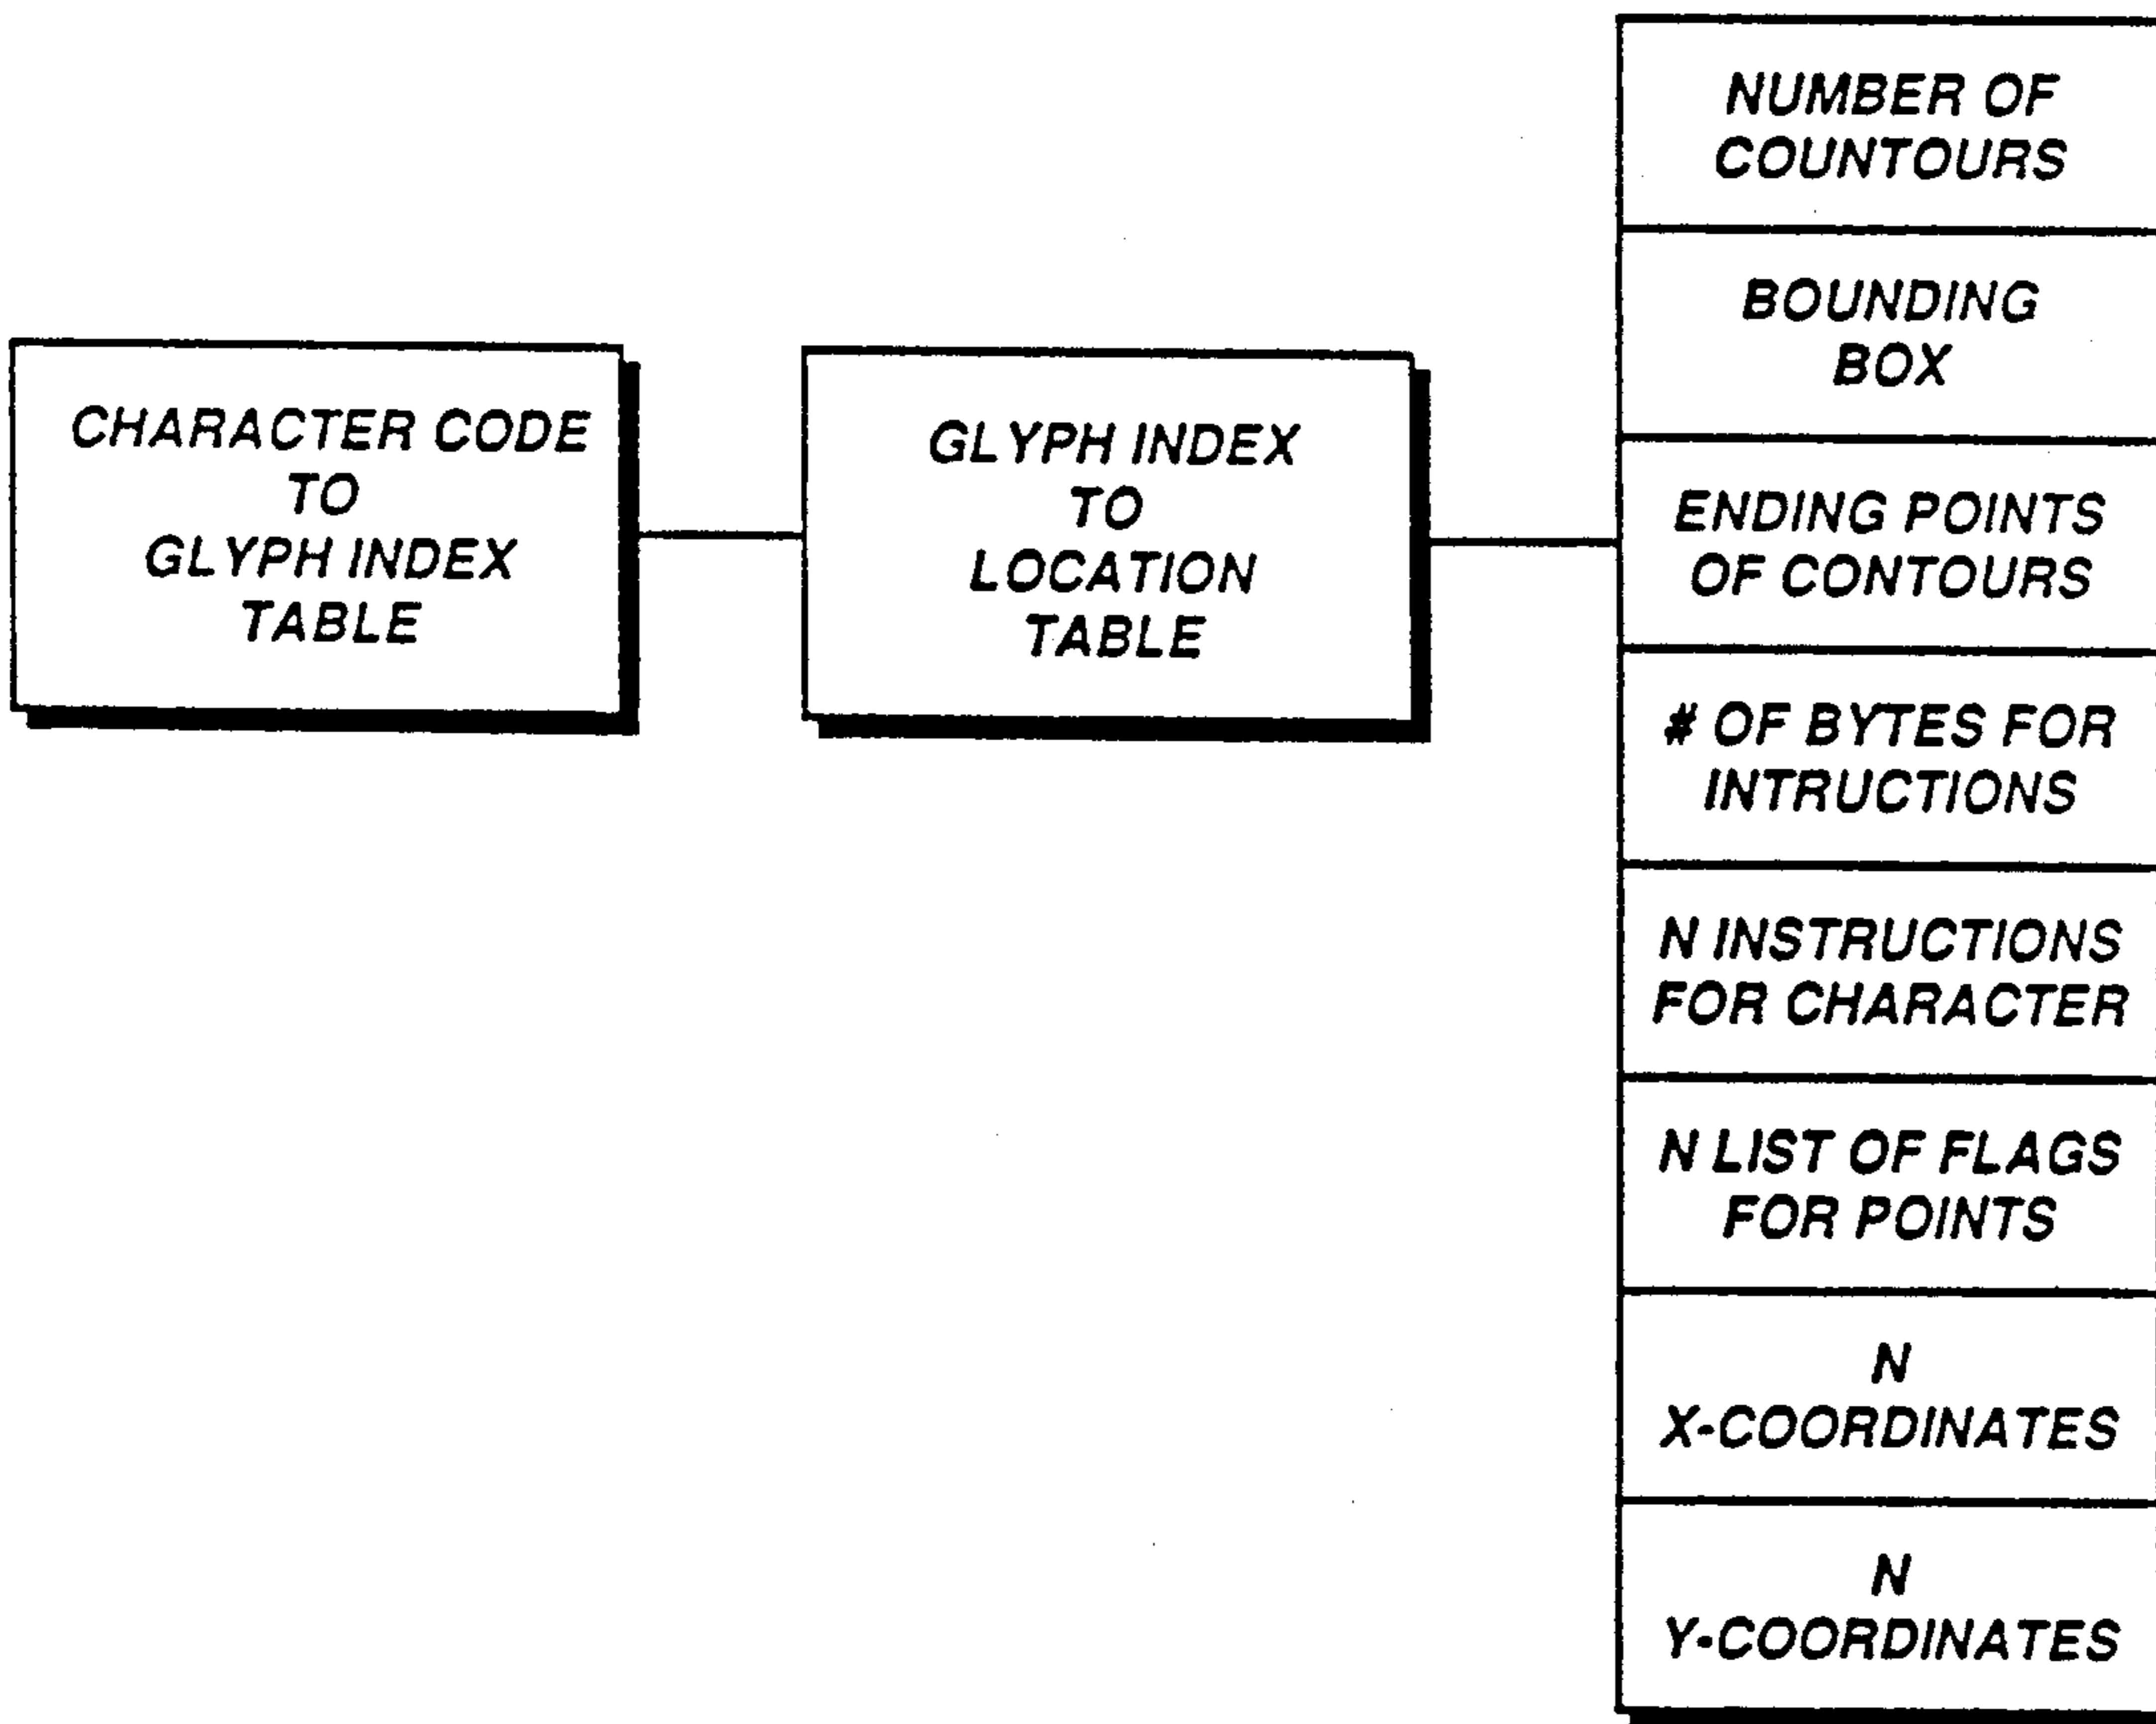 CHARACTER CODE
TO
GLYPH INDEX
TABLE
GLYPH INDEX
TO
LOCATION
TABLE
NUMBER OF
COUNTOURS
BOUNDING
BOX
ENDING POINTS
OF CONTOURS
# OF BYTES FOR
INTRUCTIONS
N INSTRUCTIONS
FOR CHARACTER
N LIST OF FLAGS
FOR POINTS
N
X-COORDINATES
N
Y-COORDINATES